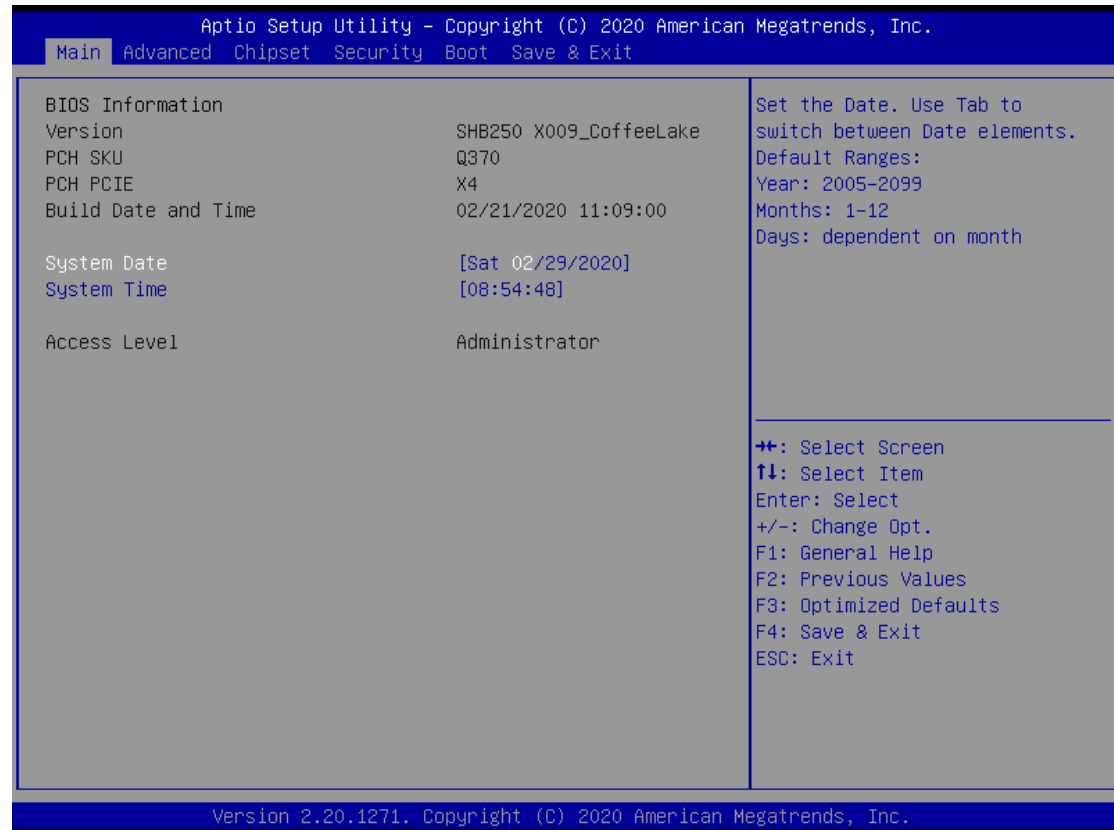 Aptio Setup Utility – Copyright (C) 2020 American Megatrends, Inc.
Main Advanced Chipset Security Boot Save & Exit
BIOS Information
Version SHB250 X009_CoffeeLake
PCH SKU Q370
PCH PCIE X4
Build Date and Time 02/21/2020 11:09:00
System Date [Sat 02/29/2020]
System Time [08:54:48]
Access Level Administrator
Set the Date. Use Tab to
switch between Date elements.
Default Ranges:
Year: 2005-2099
Months: 1-12
Days: dependent on month
→←: Select Screen
↑↓: Select Item
Enter: Select
+/-: Change Opt.
F1: General Help
F2: Previous Values
F3: Optimized Defaults
F4: Save & Exit
ESC: Exit
Version 2.20.1271. Copyright (C) 2020 American Megatrends, Inc.